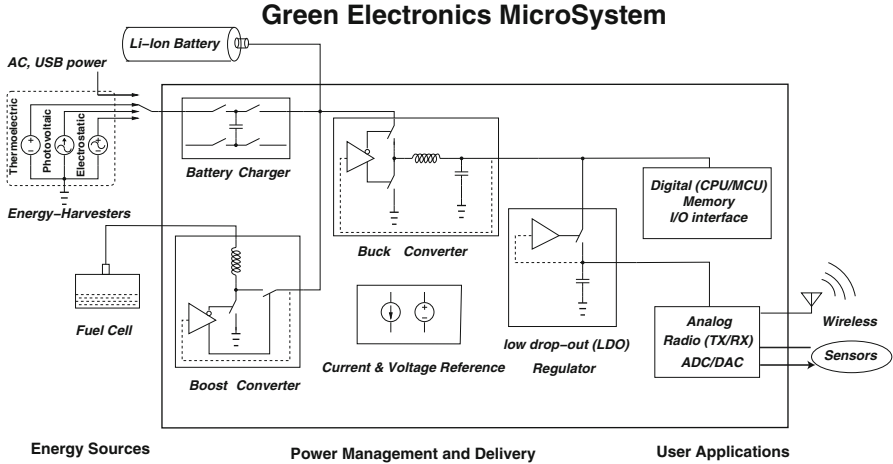 Green Electronics MicroSystem
Li–Ion Battery
AC, USB power
Thermoelectric
Photovoltaic
Electrostatic
Energy–Harvesters
Battery Charger
Buck Converter
Digital (CPU/MCU)
Memory
I/O interface
Fuel Cell
Boost Converter
Current & Voltage Reference
low drop–out (LDO)
Regulator
Analog
Radio (TX/RX)
ADC/DAC
Wireless
Sensors
Energy Sources
Power Management and Delivery
User Applications